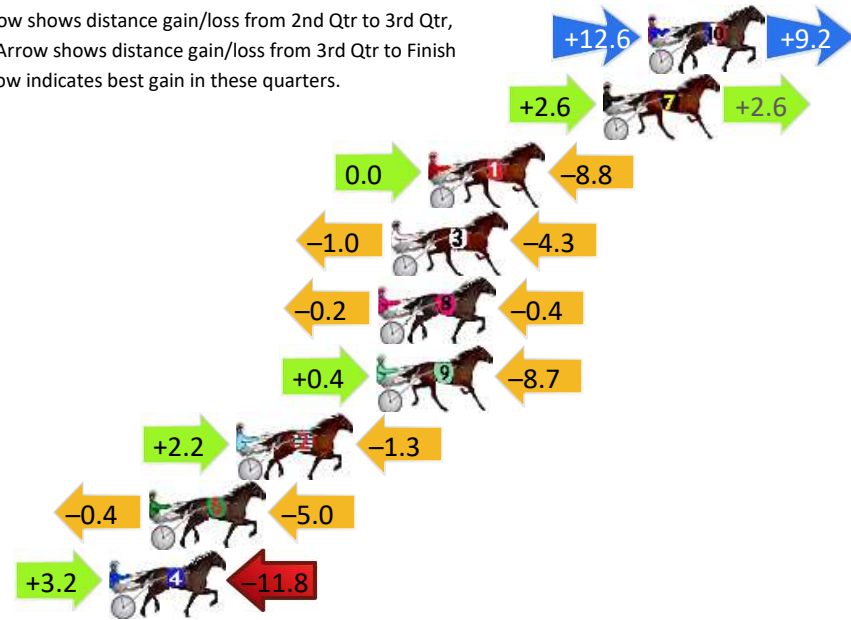 ow shows distance gain/loss from 2nd Qtr to 3rd Qtr,
Arrow shows distance gain/loss from 3rd Qtr to Finish
ow indicates best gain in these quarters.
+12.6 10 +9.2
+2.6 7 +2.6
0.0 1 –8.8
–1.0 3 –4.3
–0.2 8 –0.4
+0.4 9 –8.7
+2.2 2 –1.3
–0.4 5 –5.0
+3.2 4 –11.8